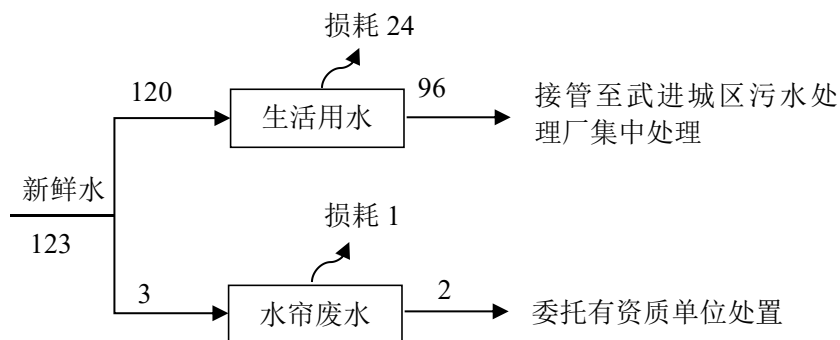 损耗 24
120
生活用水
96
接管至武进城区污水处
理厂集中处理
新鲜水
123
损耗 1
3
水帘废水
2
委托有资质单位处置